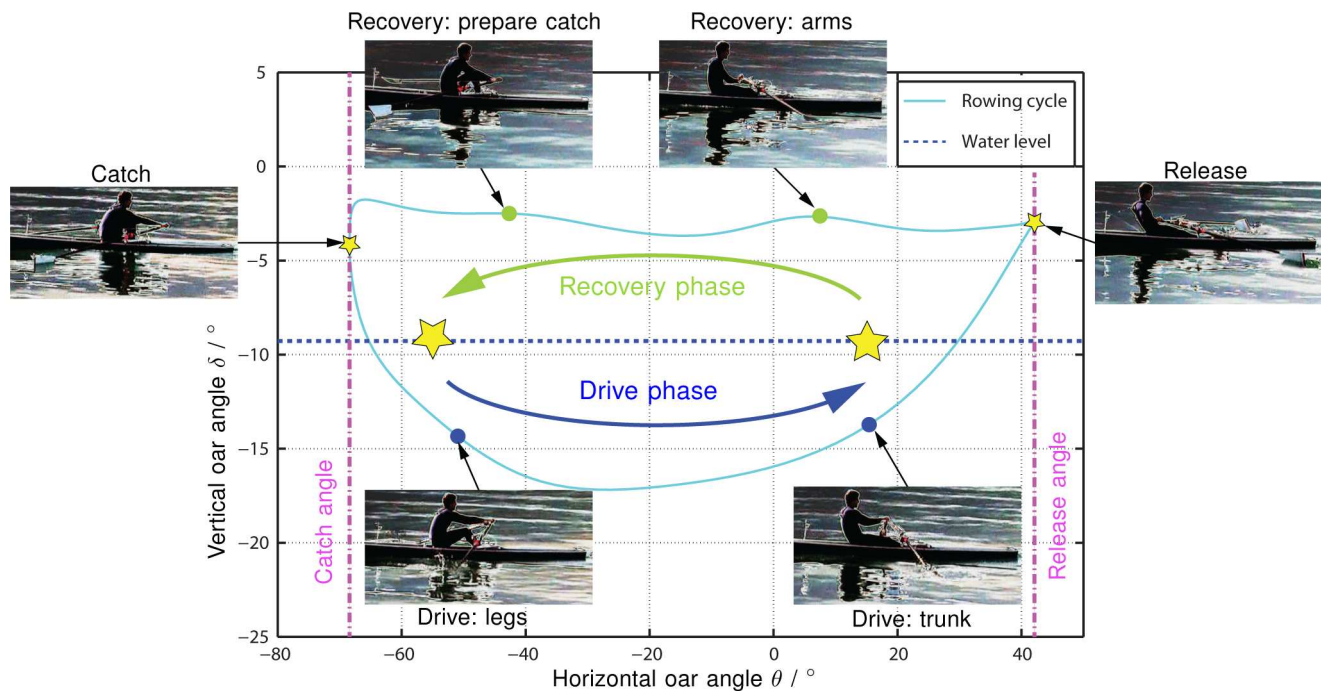 Recovery: prepare catch
Recovery: arms
Rowing cycle
Water level
Catch
Release
Recovery phase
Drive phase
Catch angle
Release angle
Drive: legs
Drive: trunk
Vertical oar angle δ / °
5
0
−5
−10
−15
−20
−25
−80
−60
−40
−20
0
20
40
Horizontal oar angle θ / °